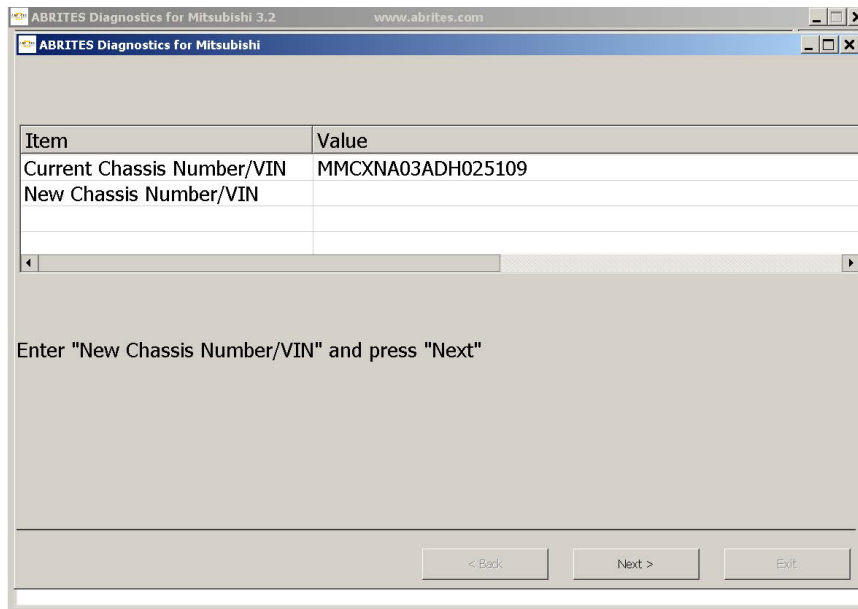 ABRITES Diagnostics for Mitsubishi 3.2 www.abrites.com
ABRITES Diagnostics for Mitsubishi
Item Value
Current Chassis Number/VIN MMCXNA03ADH025109
New Chassis Number/VIN
Enter "New Chassis Number/VIN" and press "Next"
< Back Next > Exit